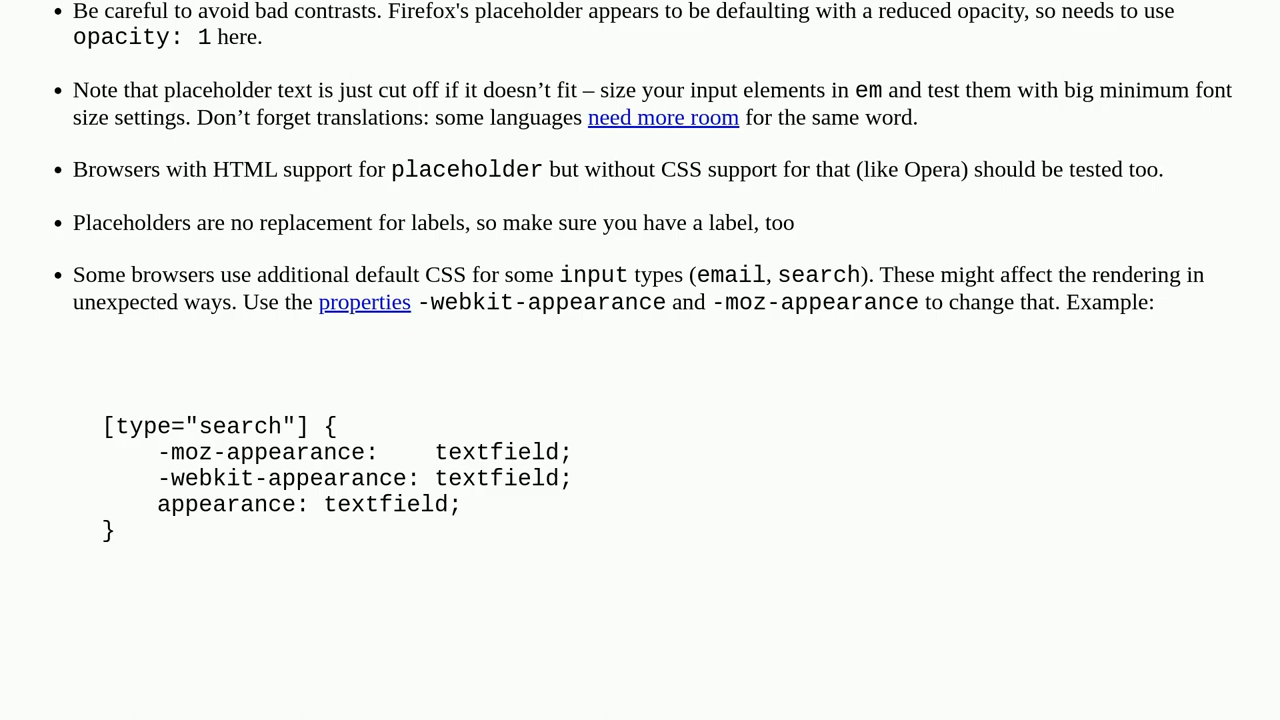 • Be careful to avoid bad contrasts. Firefox's placeholder appears to be defaulting with a reduced opacity, so needs to use
opacity: 1 here.
• Note that placeholder text is just cut off if it doesn’t fit – size your input elements in em and test them with big minimum font
size settings. Don’t forget translations: some languages need more room for the same word.
• Browsers with HTML support for placeholder but without CSS support for that (like Opera) should be tested too.
• Placeholders are no replacement for labels, so make sure you have a label, too
• Some browsers use additional default CSS for some input types (email, search). These might affect the rendering in
unexpected ways. Use the properties -webkit-appearance and -moz-appearance to change that. Example:
[type="search"] {
    -moz-appearance:    textfield;
    -webkit-appearance: textfield;
    appearance: textfield;
}